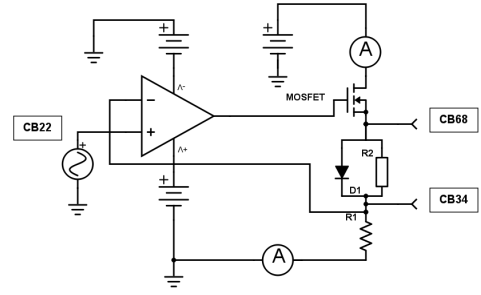 +
+
A
V-
MOSFET
CB22
CB68
+
-
+
R2
V+
D1
+
CB34
R1
A